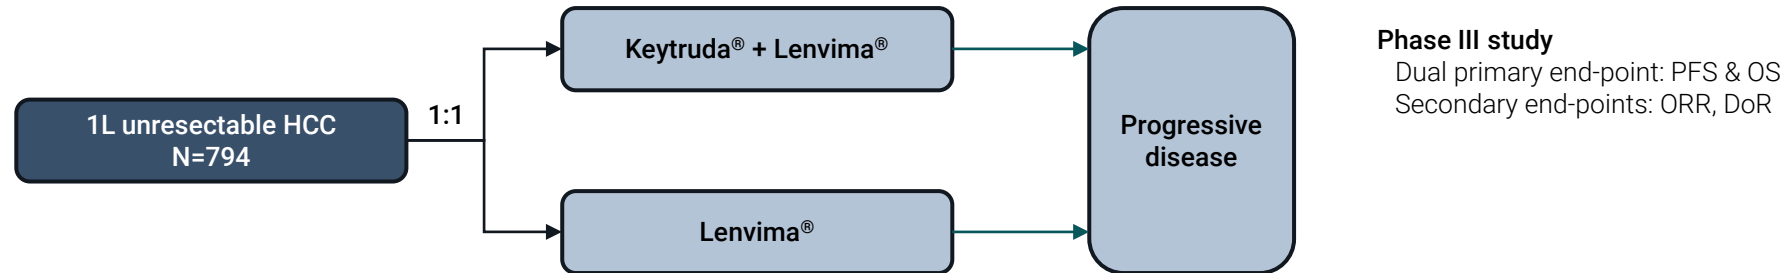 1L unresectable HCC
N=794
1:1
Keytruda® + Lenvima®
Lenvima®
Progressive
disease
Phase III study
Dual primary end-point: PFS & OS
Secondary end-points: ORR, DoR